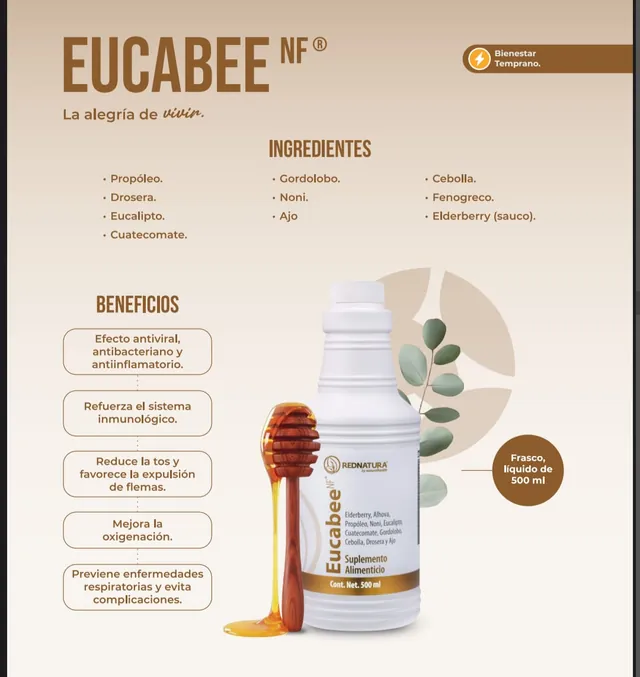 EUCABEE NF®
La alegría de vivir.
Bienestar
Temprano.
INGREDIENTES
• Propóleo.
• Drosera.
• Eucalipto.
• Cuatecomate.
• Gordolobo.
• Noni.
• Ajo
• Cebolla.
• Fenogreco.
• Elderberry (sauco).
BENEFICIOS
Efecto antiviral,
antibacteriano y
antiinflamatorio.
Refuerza el sistema
inmunológico.
Reduce la tos y
favorece la expulsión
de flemas.
Mejora la
oxigenación.
Previene enfermedades
respiratorias y evita
complicaciones.
REDNATURA
Eucabee NF
Elderberry, Alhova,
Propóleo, Noni, Eucalipto,
Cuatecomate, Gordolobo,
Cebolla, Drosera y Ajo
Suplemento
Alimenticio
Cont. Net. 500 ml
Frasco,
líquido de
500 ml